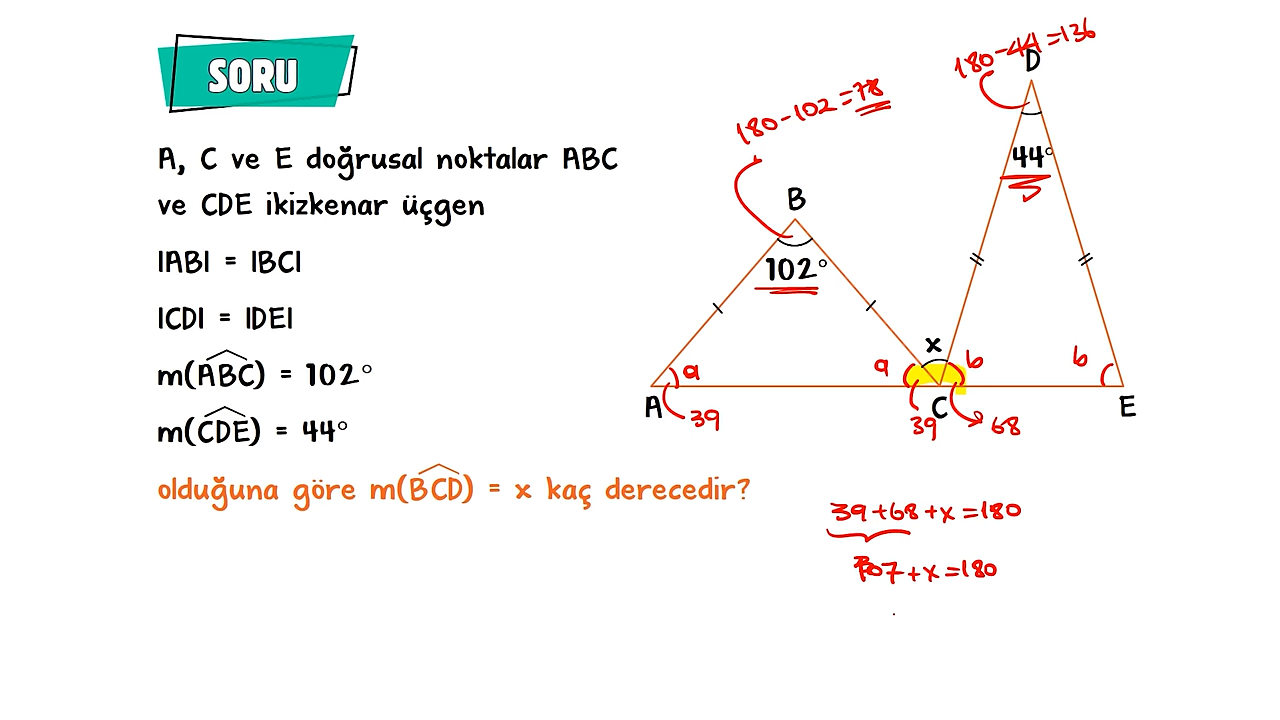 SORU
A, C ve E doğrusal noktalar ABC
ve CDE ikizkenar üçgen
|AB| = |BC|
|CD| = |DE|
m(ABC) = 102°
m(CDE) = 44°
olduğuna göre m(BCD) = x kaç derecedir?
180-44=136
D
180-102=78
44°
B
102°
x
a
a
b
b
A
39
39
C
68
E
39+68+x=180
107+x=180